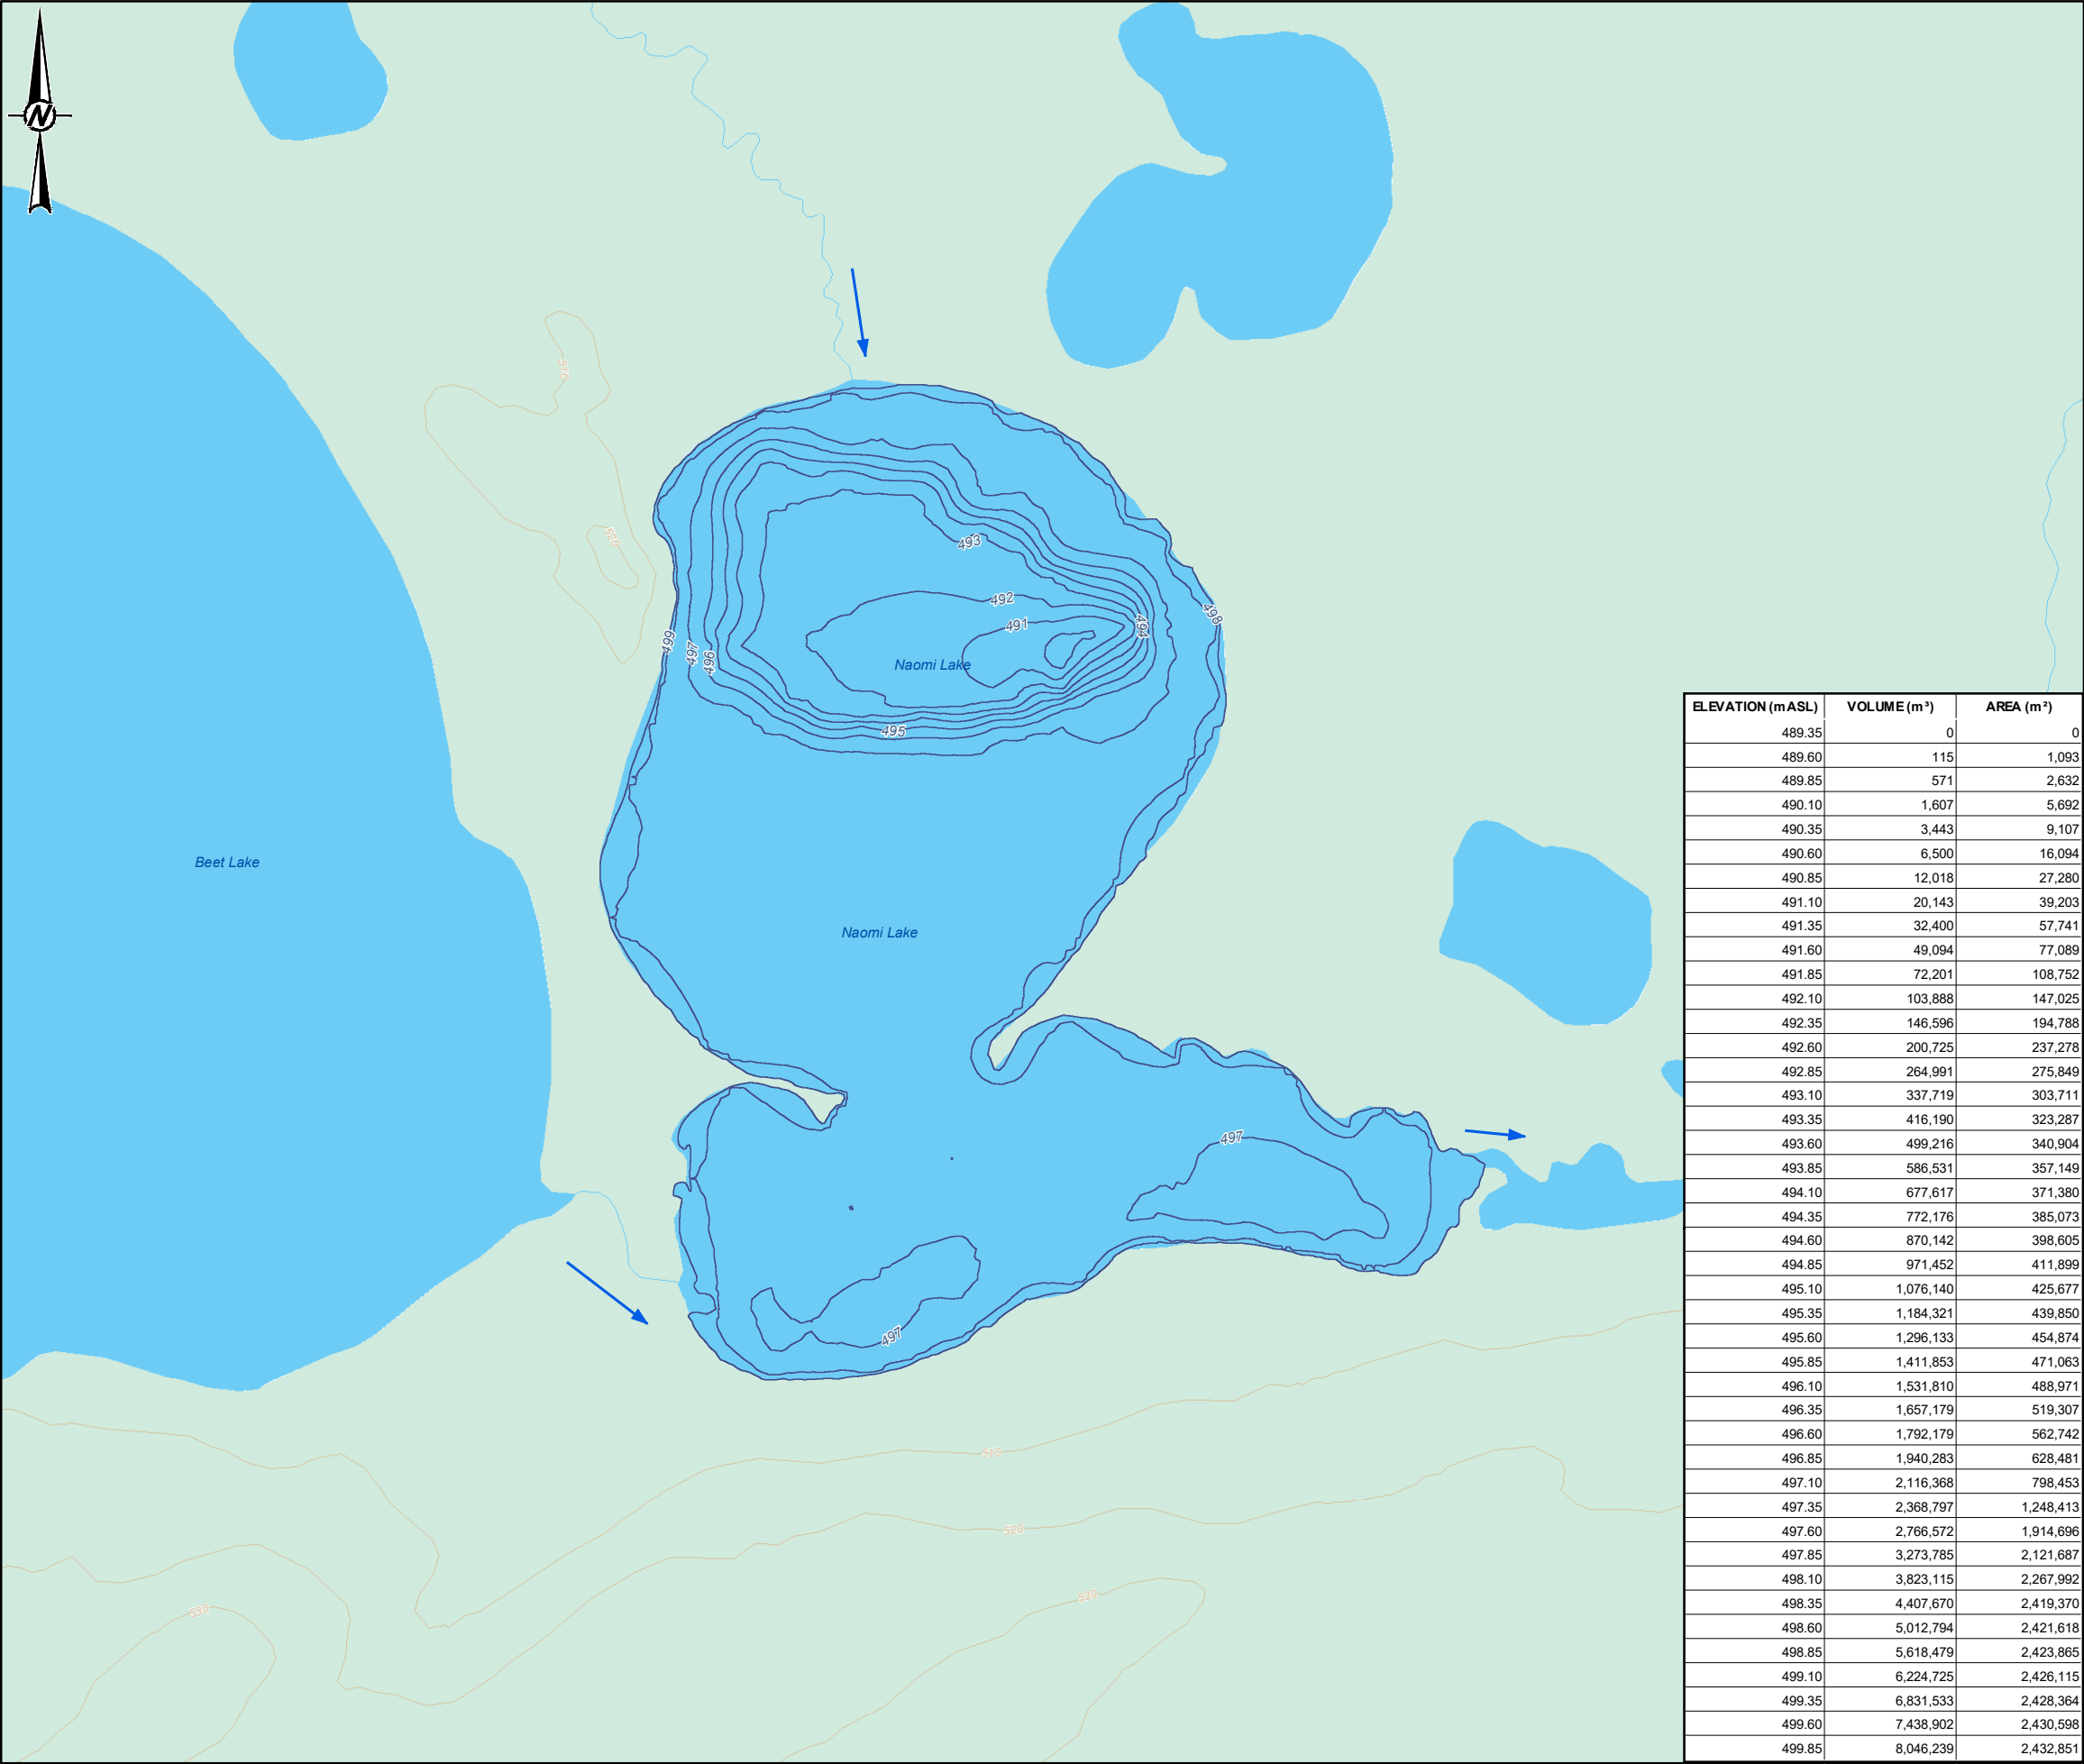 N
510
520
493
492
491
494
498
499
497
496
Naomi Lake
495
Beet Lake
Naomi Lake
497
497
510
520
530
530
ELEVATION (mASL) VOLUME (m³) AREA (m²)
489.35 0 0
489.60 115 1,093
489.85 571 2,632
490.10 1,607 5,692
490.35 3,443 9,107
490.60 6,500 16,094
490.85 12,018 27,280
491.10 20,143 39,203
491.35 32,400 57,741
491.60 49,094 77,089
491.85 72,201 108,752
492.10 103,888 147,025
492.35 146,596 194,788
492.60 200,725 237,278
492.85 264,991 275,849
493.10 337,719 303,711
493.35 416,190 323,287
493.60 499,216 340,904
493.85 586,531 357,149
494.10 677,617 371,380
494.35 772,176 385,073
494.60 870,142 398,605
494.85 971,452 411,899
495.10 1,076,140 425,677
495.35 1,184,321 439,850
495.60 1,296,133 454,874
495.85 1,411,853 471,063
496.10 1,531,810 488,971
496.35 1,657,179 519,307
496.60 1,792,179 562,742
496.85 1,940,283 628,481
497.10 2,116,368 798,453
497.35 2,368,797 1,248,413
497.60 2,766,572 1,914,696
497.85 3,273,785 2,121,687
498.10 3,823,115 2,267,992
498.35 4,407,670 2,419,370
498.60 5,012,794 2,421,618
498.85 5,618,479 2,423,865
499.10 6,224,725 2,426,115
499.35 6,831,533 2,428,364
499.60 7,438,902 2,430,598
499.85 8,046,239 2,432,851